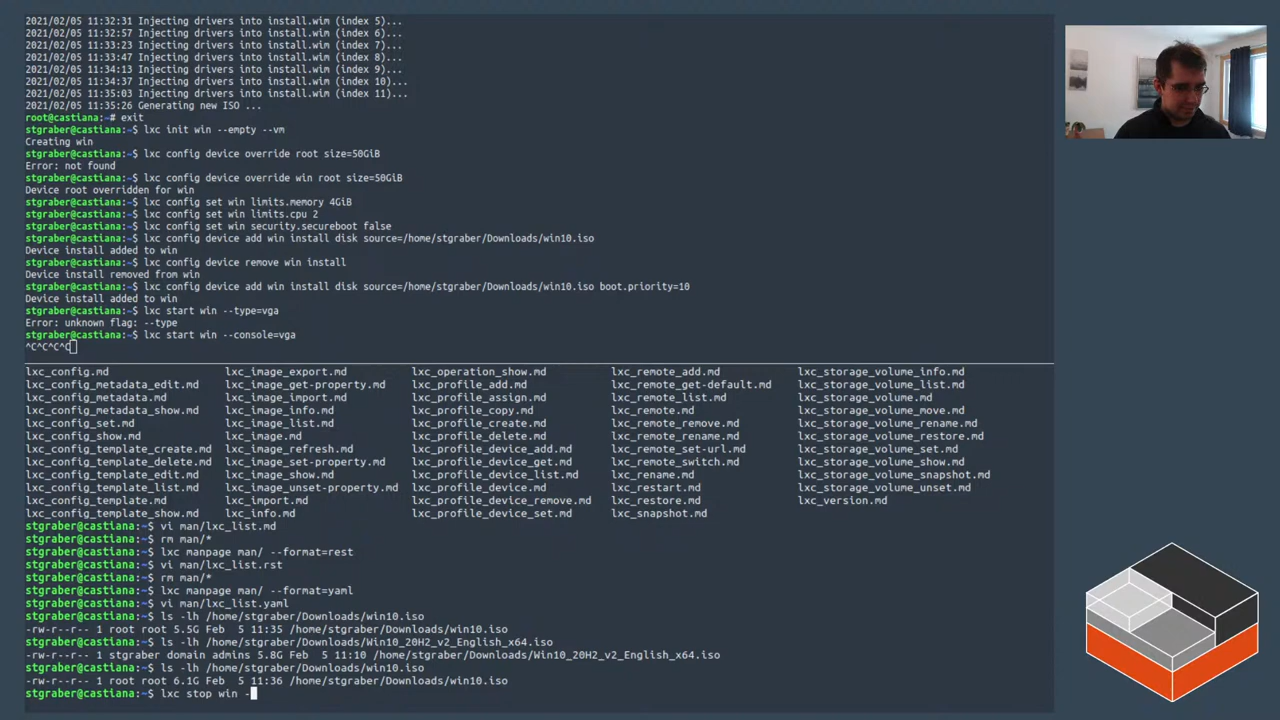 2021/02/05 11:32:31 Injecting drivers into install.wim (index 5)...
2021/02/05 11:32:57 Injecting drivers into install.wim (index 6)...
2021/02/05 11:33:23 Injecting drivers into install.wim (index 7)...
2021/02/05 11:33:47 Injecting drivers into install.wim (index 8)...
2021/02/05 11:34:13 Injecting drivers into install.wim (index 9)...
2021/02/05 11:34:37 Injecting drivers into install.wim (index 10)...
2021/02/05 11:35:03 Injecting drivers into install.wim (index 11)...
2021/02/05 11:35:26 Generating new ISO ...
root@castiana:~# exit
stgraber@castiana:~$ lxc init win --empty --vm
Creating win
stgraber@castiana:~$ lxc config device override root size=50GiB
Error: not found
stgraber@castiana:~$ lxc config device override win root size=50GiB
Device root overridden for win
stgraber@castiana:~$ lxc config set win limits.memory 4GiB
stgraber@castiana:~$ lxc config set win limits.cpu 2
stgraber@castiana:~$ lxc config set win security.secureboot false
stgraber@castiana:~$ lxc config device add win install disk source=/home/stgraber/Downloads/win10.iso
Device install added to win
stgraber@castiana:~$ lxc config device remove win install
Device install removed from win
stgraber@castiana:~$ lxc config device add win install disk source=/home/stgraber/Downloads/win10.iso boot.priority=10
Device install added to win
stgraber@castiana:~$ lxc start win --type=vga
Error: unknown flag: --type
stgraber@castiana:~$ lxc start win --console=vga
^C^C^C^C
lxc_config.md lxc_image_export.md lxc_operation_show.md lxc_remote_add.md lxc_storage_volume_info.md
lxc_config_metadata_edit.md lxc_image_get-property.md lxc_profile_add.md lxc_remote_get-default.md lxc_storage_volume_list.md
lxc_config_metadata.md lxc_image_import.md lxc_profile_assign.md lxc_remote_list.md lxc_storage_volume.md
lxc_config_metadata_show.md lxc_image_info.md lxc_profile_copy.md lxc_remote.md lxc_storage_volume_move.md
lxc_config_set.md lxc_image_list.md lxc_profile_create.md lxc_remote_remove.md lxc_storage_volume_rename.md
lxc_config_show.md lxc_image.md lxc_profile_delete.md lxc_remote_rename.md lxc_storage_volume_restore.md
lxc_config_template_create.md lxc_image_refresh.md lxc_profile_device_add.md lxc_remote_set-url.md lxc_storage_volume_set.md
lxc_config_template_delete.md lxc_image_set-property.md lxc_profile_device_get.md lxc_remote_switch.md lxc_storage_volume_show.md
lxc_config_template_edit.md lxc_image_show.md lxc_profile_device_list.md lxc_rename.md lxc_storage_volume_snapshot.md
lxc_config_template_list.md lxc_image_unset-property.md lxc_profile_device.md lxc_restart.md lxc_storage_volume_unset.md
lxc_config_template.md lxc_import.md lxc_profile_device_remove.md lxc_restore.md lxc_version.md
lxc_config_template_show.md lxc_info.md lxc_profile_device_set.md lxc_snapshot.md
stgraber@castiana:~$ vi man/lxc_list.md
stgraber@castiana:~$ rm man/*
stgraber@castiana:~$ lxc manpage man/ --format=rest
stgraber@castiana:~$ vi man/lxc_list.rst
stgraber@castiana:~$ rm man/*
stgraber@castiana:~$ lxc manpage man/ --format=yaml
stgraber@castiana:~$ vi man/lxc_list.yaml
stgraber@castiana:~$ ls -lh /home/stgraber/Downloads/win10.iso
-rw-r--r-- 1 root root 5.5G Feb  5 11:35 /home/stgraber/Downloads/win10.iso
stgraber@castiana:~$ ls -lh /home/stgraber/Downloads/Win10_20H2_v2_English_x64.iso
-rw-r--r-- 1 stgraber domain admins 5.8G Feb  5 11:10 /home/stgraber/Downloads/Win10_20H2_v2_English_x64.iso
stgraber@castiana:~$ ls -lh /home/stgraber/Downloads/win10.iso
-rw-r--r-- 1 root root 6.1G Feb  5 11:36 /home/stgraber/Downloads/win10.iso
stgraber@castiana:~$ lxc stop win -